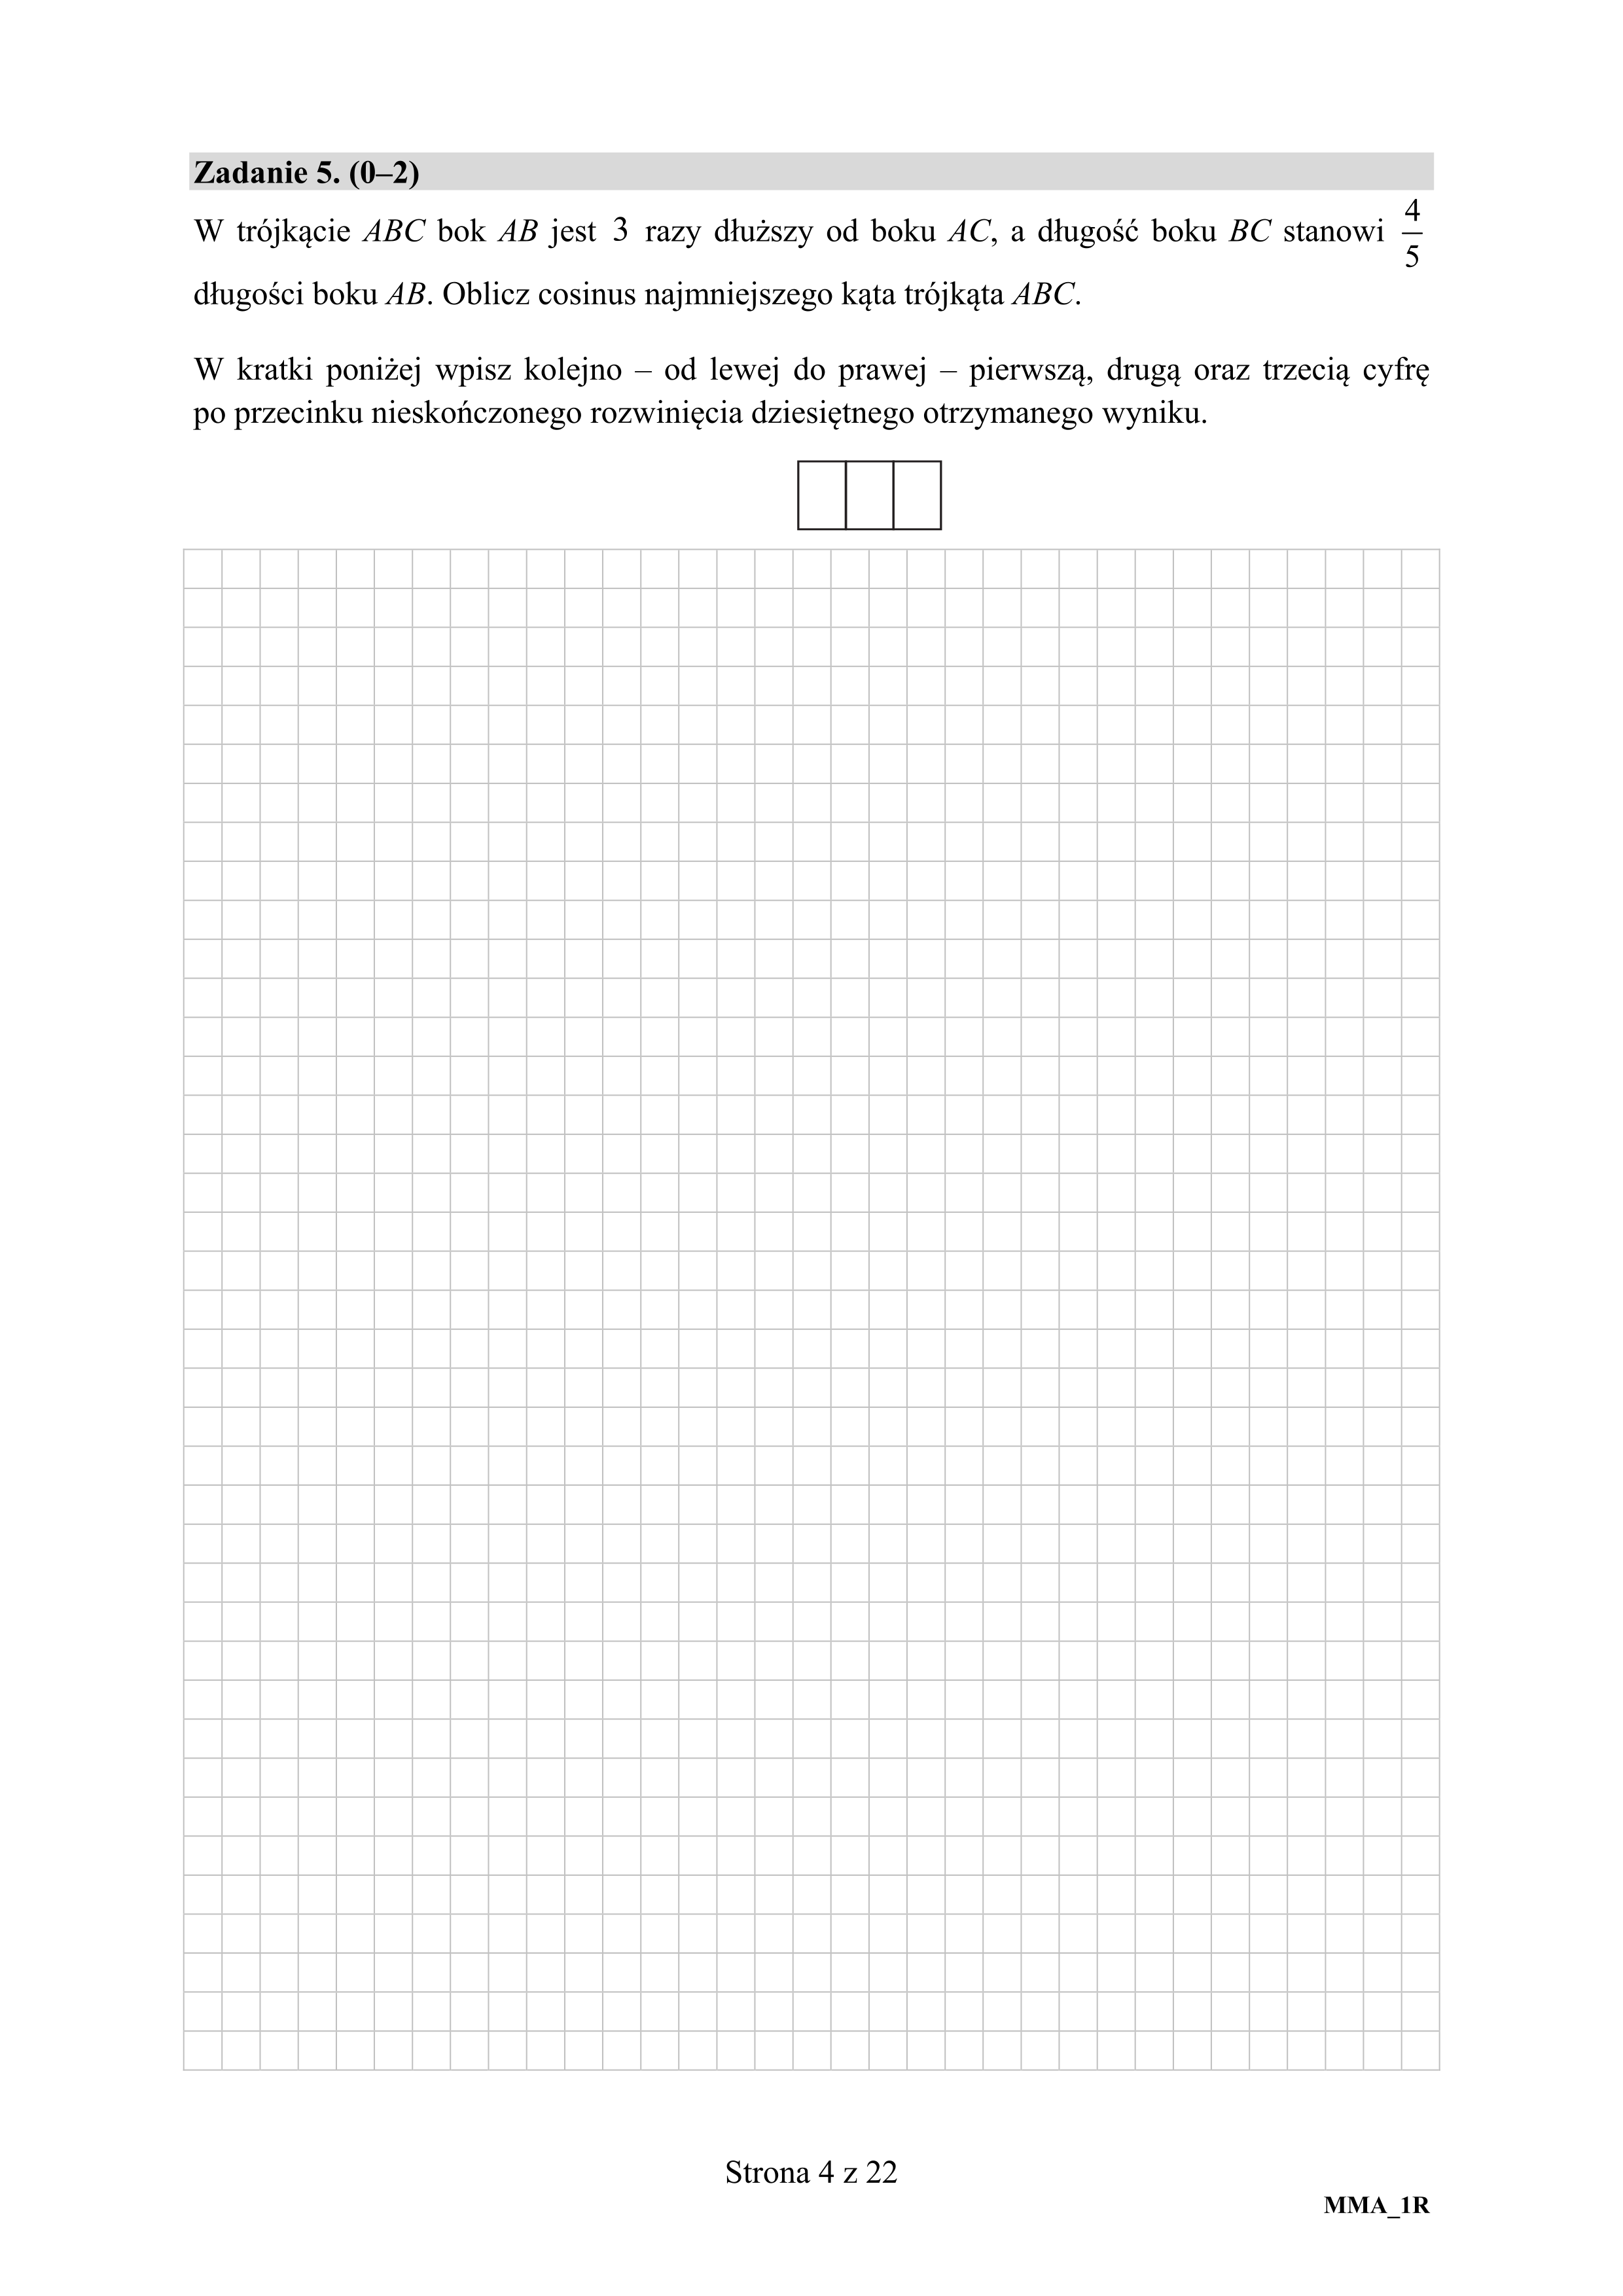 Zadanie 5. (0–2)
W trójkącie ABC bok AB jest 3 razy dłuższy od boku AC, a długość boku BC stanowi 4/5
długości boku AB. Oblicz cosinus najmniejszego kąta trójkąta ABC.
W kratki poniżej wpisz kolejno – od lewej do prawej – pierwszą, drugą oraz trzecią cyfrę
po przecinku nieskończonego rozwinięcia dziesiętnego otrzymanego wyniku.
Strona 4 z 22
MMA_1R